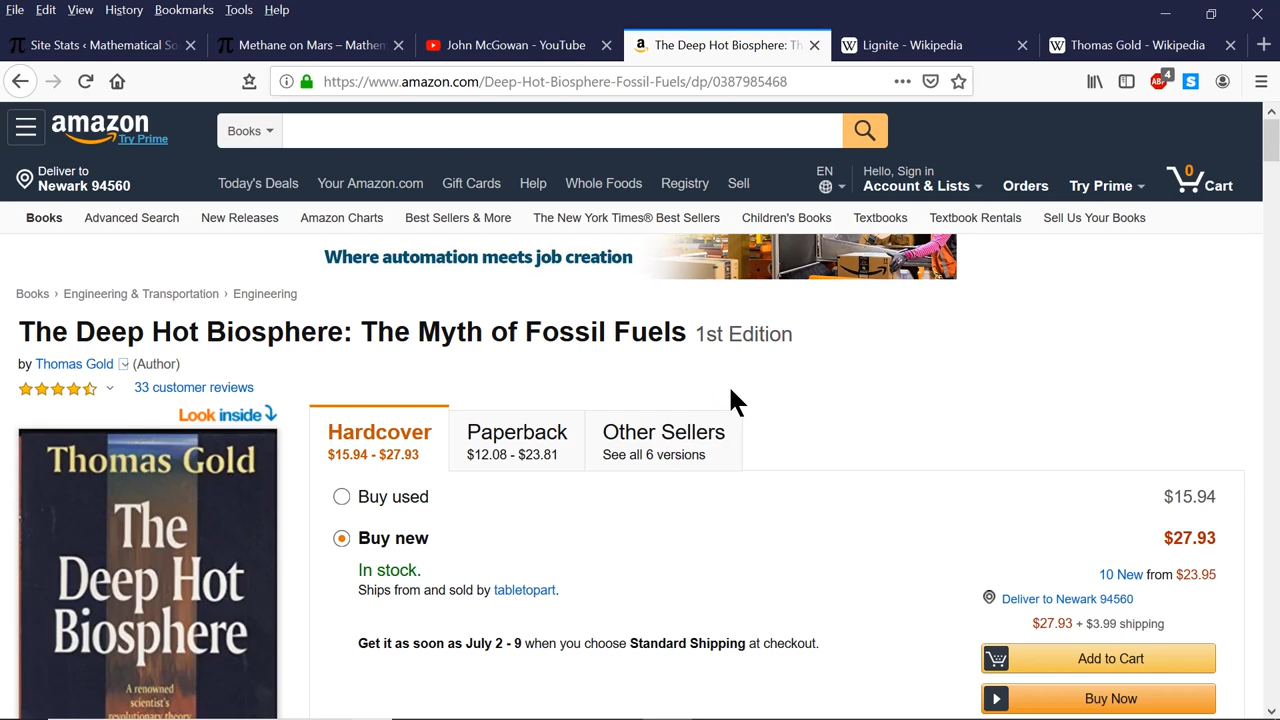 File Edit View History Bookmarks Tools Help
Site Stats ‹ Mathematical So
Methane on Mars – Mathem
John McGowan - YouTube
The Deep Hot Biosphere: Th
Lignite - Wikipedia
Thomas Gold - Wikipedia
https://www.amazon.com/Deep-Hot-Biosphere-Fossil-Fuels/dp/0387985468
ABP 4
S
amazon
Try Prime
Books
Deliver to
Newark 94560
Today's Deals Your Amazon.com Gift Cards Help Whole Foods Registry Sell
EN
Hello, Sign in
Account & Lists
Orders
Try Prime
0
Cart
Books Advanced Search New Releases Amazon Charts Best Sellers & More The New York Times® Best Sellers Children's Books Textbooks Textbook Rentals Sell Us Your Books
Where automation meets job creation
Books › Engineering & Transportation › Engineering
The Deep Hot Biosphere: The Myth of Fossil Fuels 1st Edition
by Thomas Gold (Author)
33 customer reviews
Look inside
Thomas Gold
The
Deep Hot
Biosphere
A renowned
scientist's
revolutionary theory
Hardcover
$15.94 - $27.93
Paperback
$12.08 - $23.81
Other Sellers
See all 6 versions
Buy used
$15.94
Buy new
$27.93
In stock.
Ships from and sold by tabletopart.
10 New from $23.95
Deliver to Newark 94560
$27.93 + $3.99 shipping
Get it as soon as July 2 - 9 when you choose Standard Shipping at checkout.
Add to Cart
Buy Now